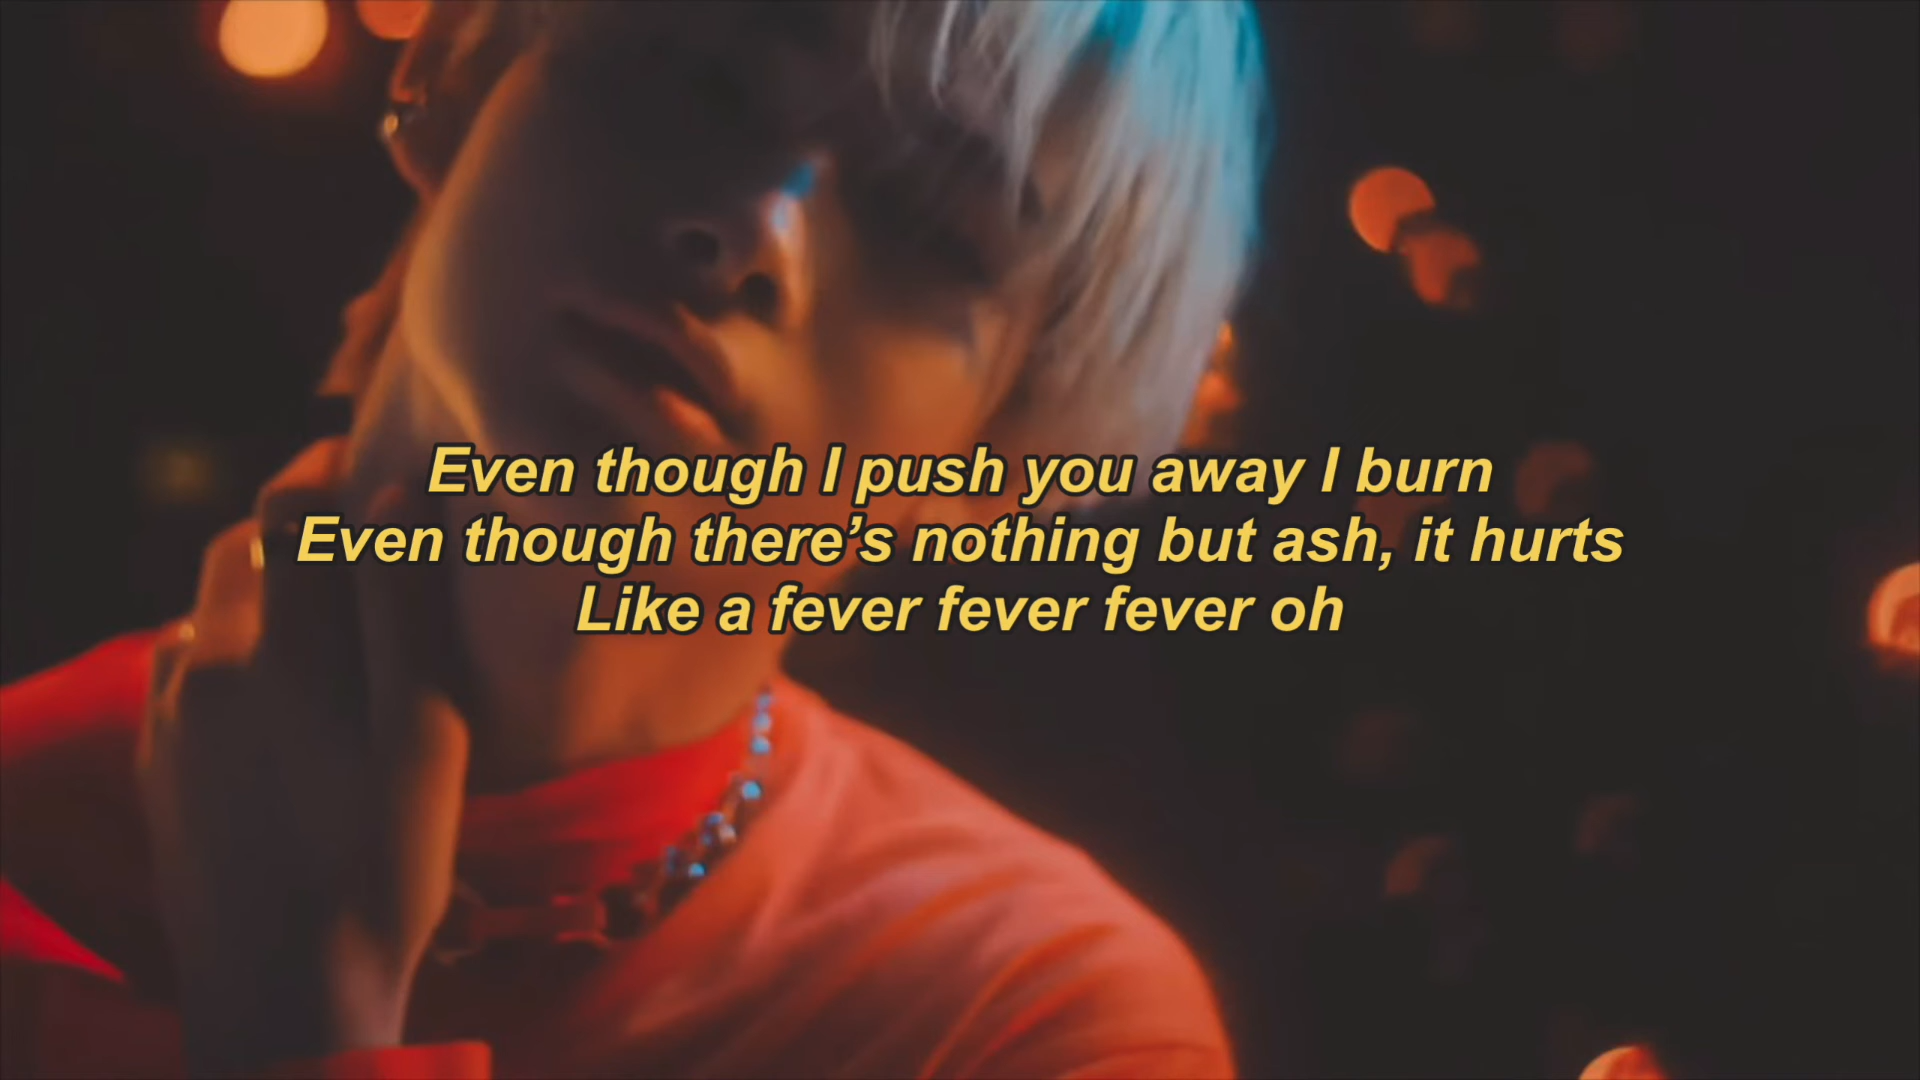 Even though I push you away I burn
Even though there’s nothing but ash, it hurts
Like a fever fever fever oh